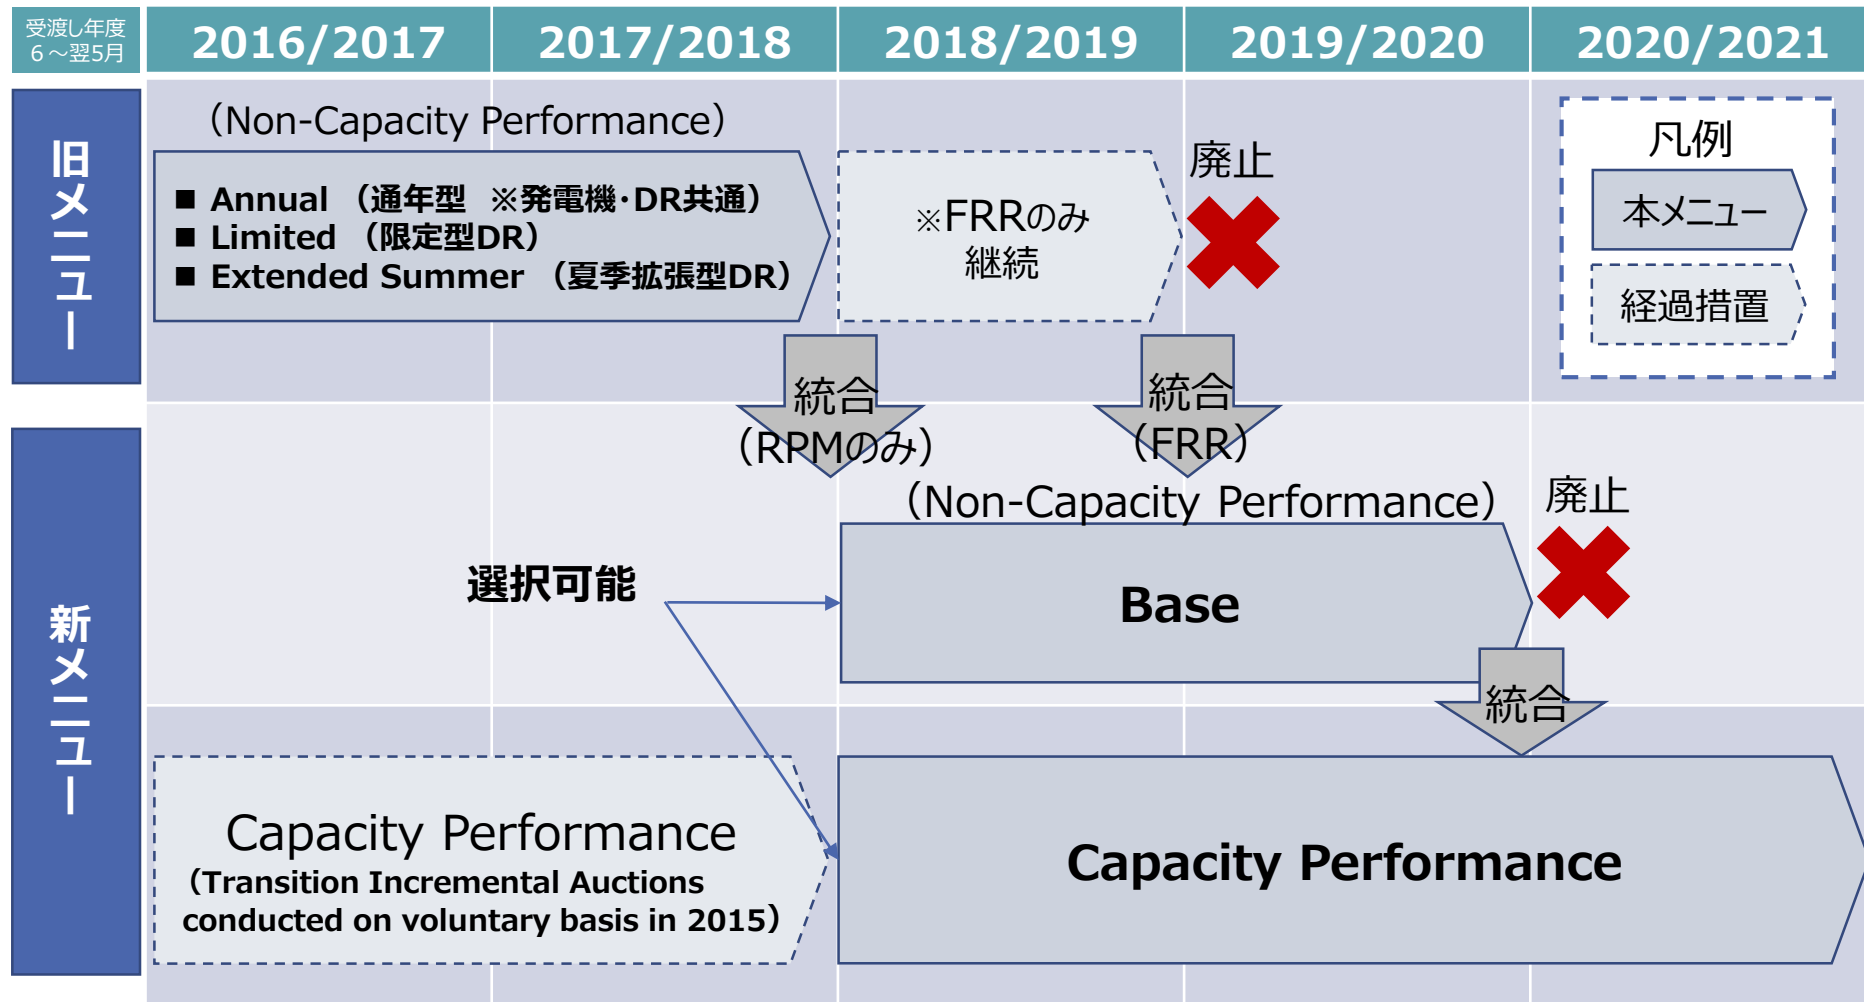 受渡し年度
6～翌5月
2016/2017
2017/2018
2018/2019
2019/2020
2020/2021
旧メニュー
（Non-Capacity Performance）
■ Annual （通年型 ※発電機・DR共通）
■ Limited （限定型DR）
■ Extended Summer （夏季拡張型DR）
※FRRのみ
継続
廃止
凡例
本メニュー
経過措置
統合
（RPMのみ）
統合
（FRR）
新メニュー
（Non-Capacity Performance）
廃止
選択可能
Base
統合
Capacity Performance
（Transition Incremental Auctions
conducted on voluntary basis in 2015）
Capacity Performance